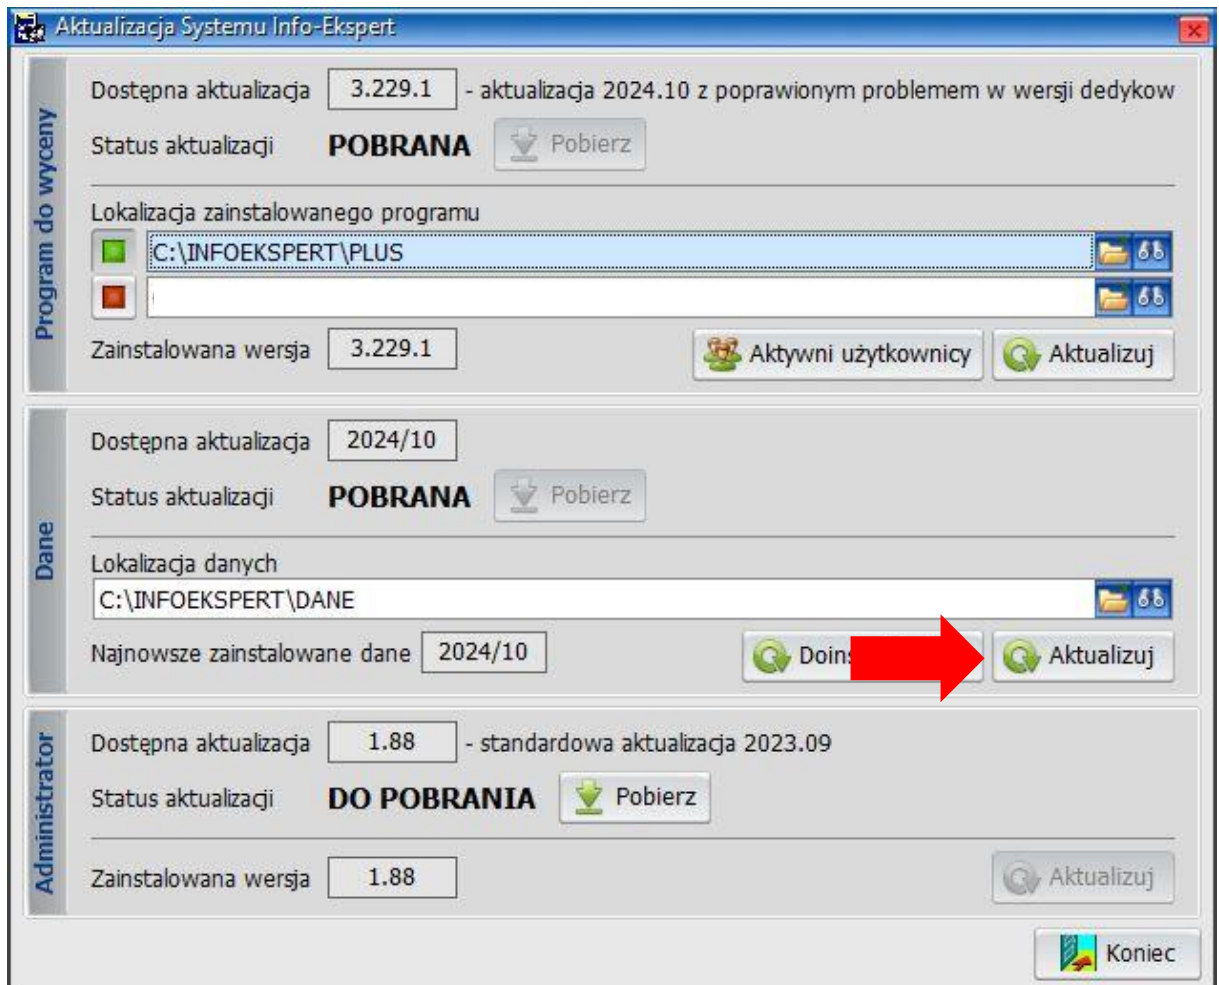 Aktualizacja Systemu Info-Ekspert
Program do wyceny
Dostępna aktualizacja 3.229.1 - aktualizacja 2024.10 z poprawionym problemem w wersji dedykow
Status aktualizacji POBRANA Pobierz
Lokalizacja zainstalowanego programu
C:\INFOEKSPERT\PLUS
Zainstalowana wersja 3.229.1 Aktywni użytkownicy Aktualizuj
Dane
Dostępna aktualizacja 2024/10
Status aktualizacji POBRANA Pobierz
Lokalizacja danych
C:\INFOEKSPERT\DANE
Najnowsze zainstalowane dane 2024/10 Aktualizuj
Administrator
Dostępna aktualizacja 1.88 - standardowa aktualizacja 2023.09
Status aktualizacji DO POBRANIA Pobierz
Zainstalowana wersja 1.88 Aktualizuj
Koniec